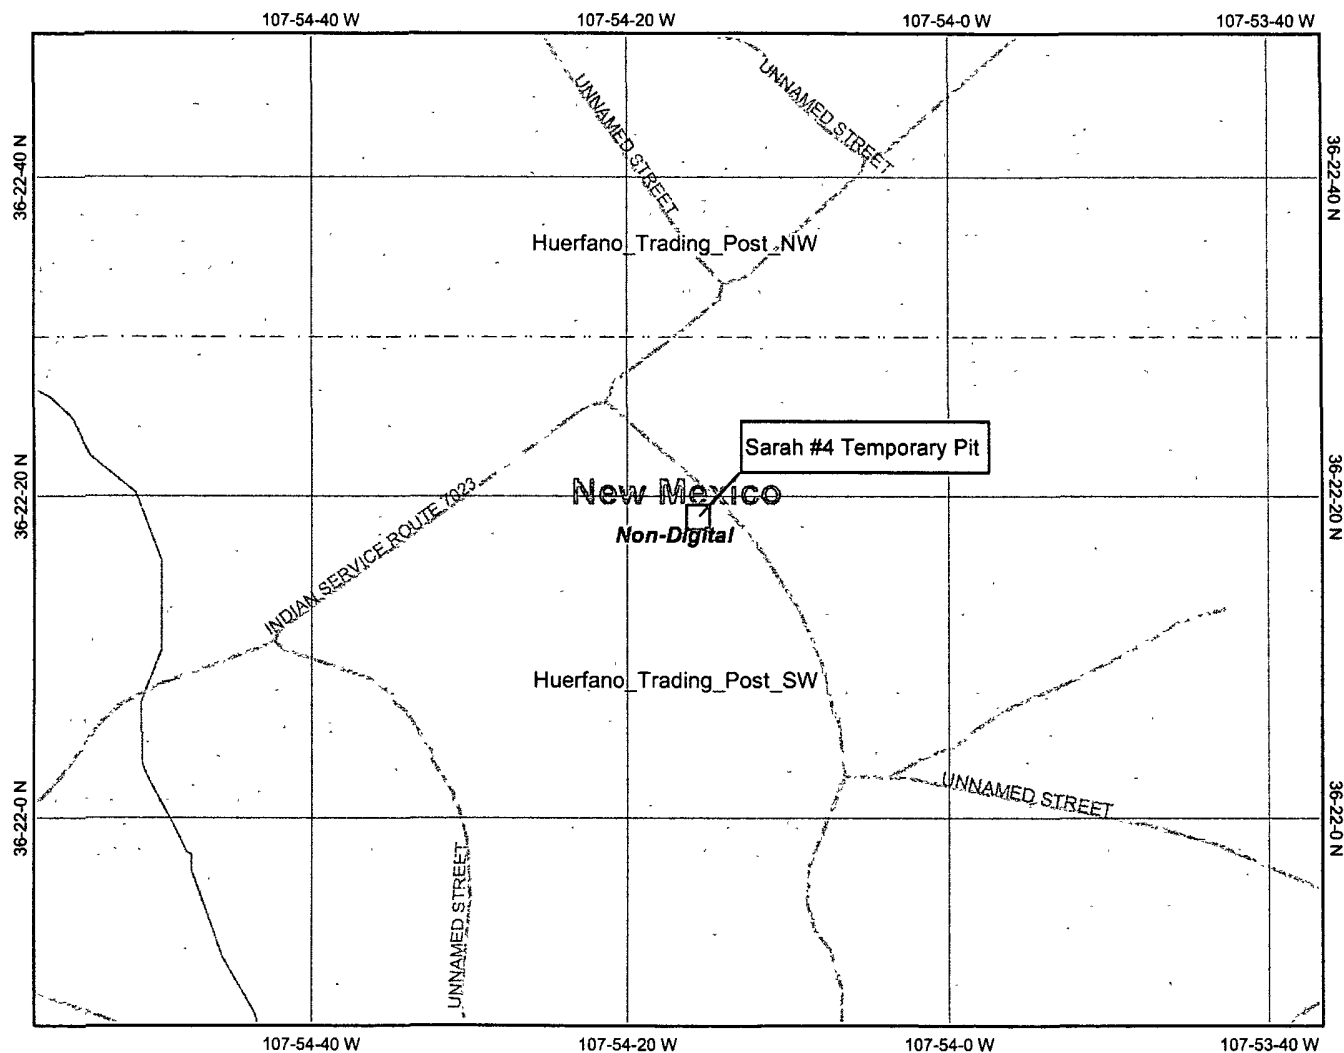 107-54-40 W
107-54-20 W
107-54-0 W
107-53-40 W
UNNAMED STREET
UNNAMED STREET
36-22-40 N
36-22-40 N
Huerfano_Trading_Post_NW
Sarah #4 Temporary Pit
36-22-20 N
New Mexico
36-22-20 N
Non-Digital
INDIAN SERVICE ROUTE 7023
Huerfano_Trading_Post_SW
UNNAMED STREET
36-22-0 N
36-22-0 N
UNNAMED STREET
107-54-40 W
107-54-20 W
107-54-0 W
107-53-40 W